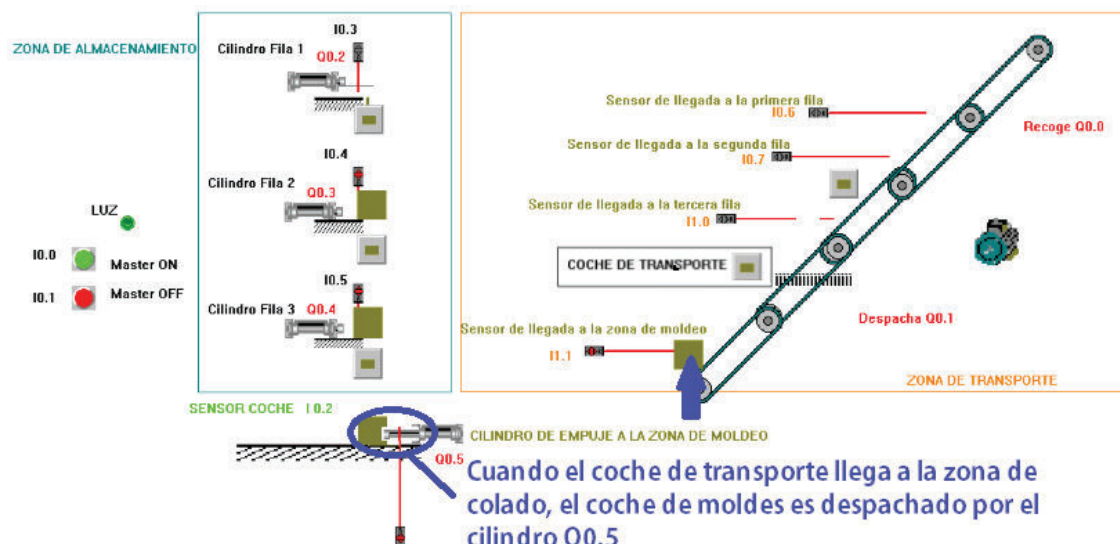 ZONA DE ALMACENAMIENTO
Cilindro Fila 1
I0.3
Q0.2
I0.4
Cilindro Fila 2
Q0.3
I0.5
Cilindro Fila 3
Q0.4
LUZ
I0.0
Master ON
I0.1
Master OFF
Sensor de llegada a la primera fila
I0.6
Recoge Q0.0
Sensor de llegada a la segunda fila
I0.7
Sensor de llegada a la tercera fila
I1.0
COCHE DE TRANSPORTE
Despacha Q0.1
Sensor de llegada a la zona de moldeo
I1.1
ZONA DE TRANSPORTE
SENSOR COCHE I 0.2
CILINDRO DE EMPUJE A LA ZONA DE MOLDEO
Q0.5
Cuando el coche de transporte llega a la zona de
colado, el coche de moldes es despachado por el
cilindro Q0.5